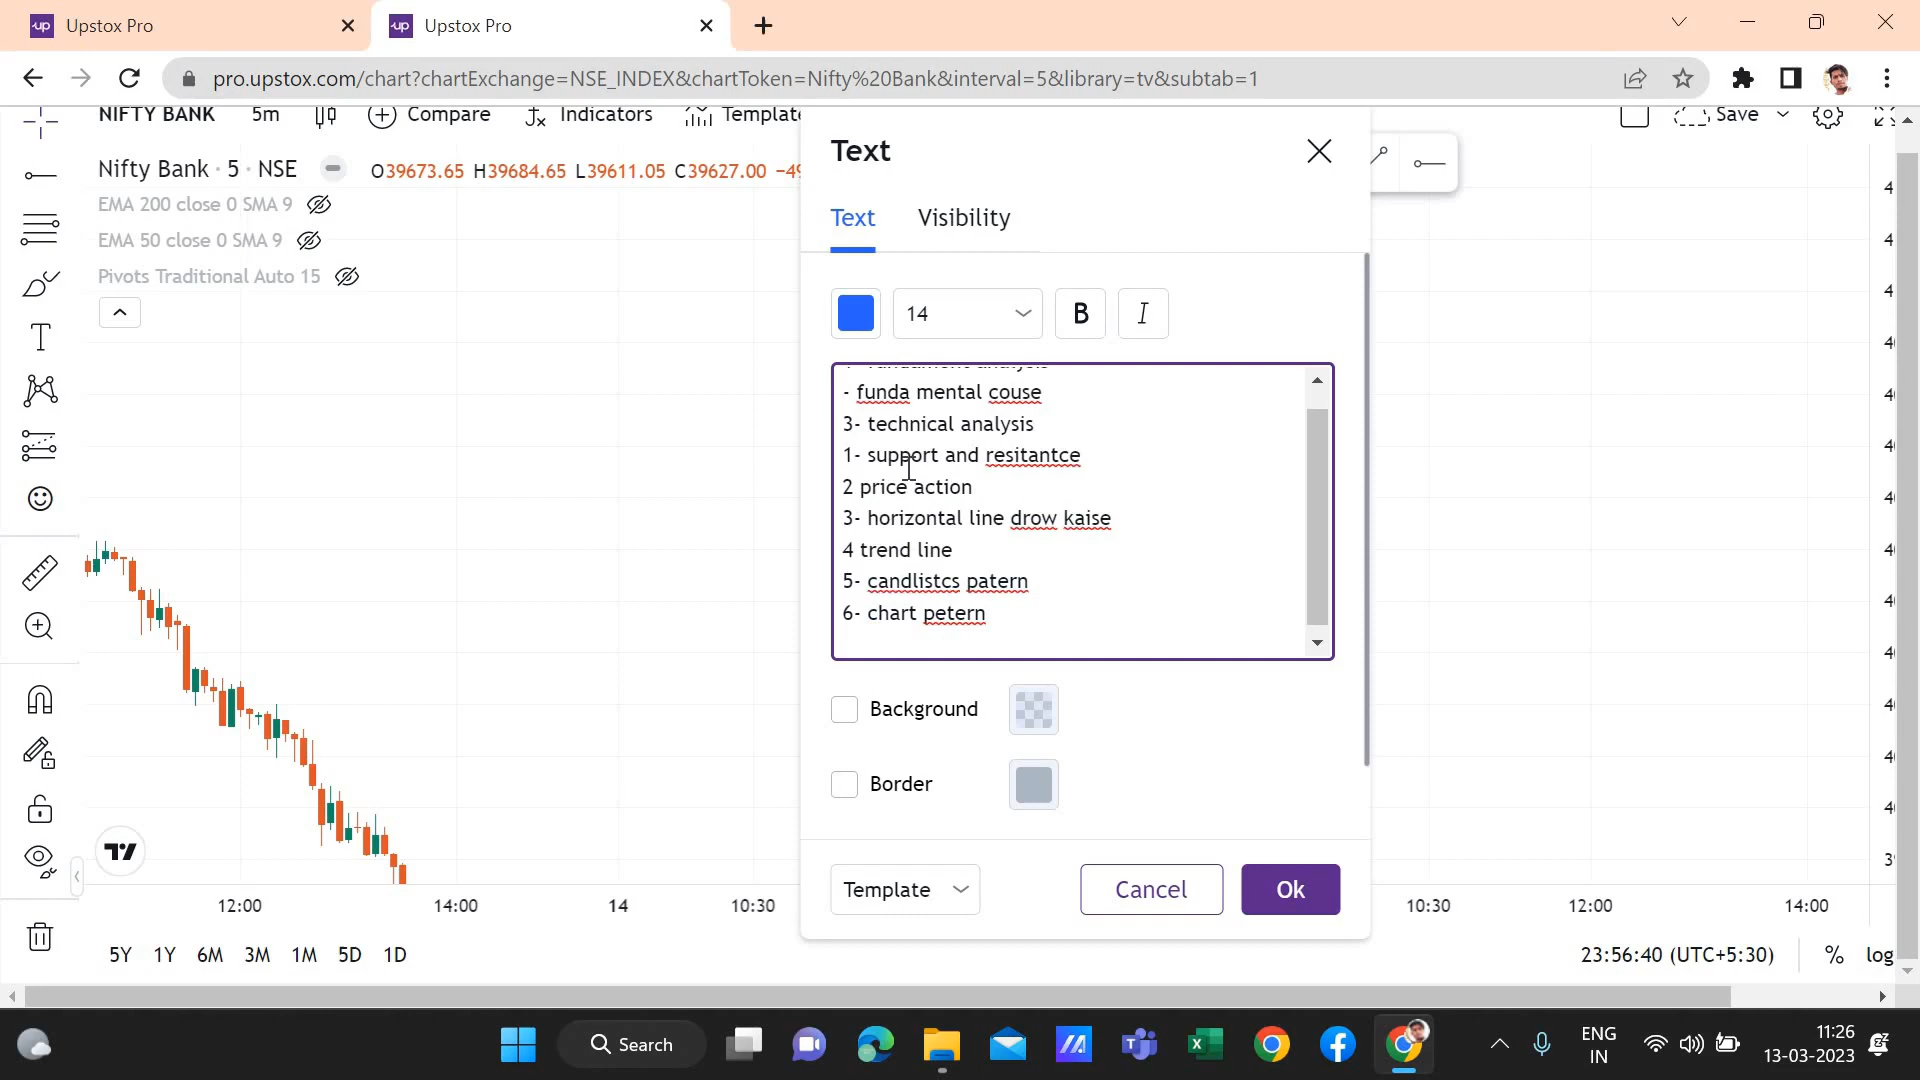 Upstox Pro
Upstox Pro
pro.upstox.com/chart?chartExchange=NSE_INDEX&chartToken=Nifty%20Bank&interval=5&library=tv&subtab=1
NIFTY BANK 5m Compare Indicators Templat
Save
Nifty Bank · 5 · NSE O39673.65 H39684.65 L39611.05 C39627.00 −4
EMA 200 close 0 SMA 9
EMA 50 close 0 SMA 9
Pivots Traditional Auto 15
Text
Text Visibility
14 B I
- funda mental couse
3- technical analysis
1- support and resitantce
2 price action
3- horizontal line drow kaise
4 trend line
5- candlistcs patern
6- chart petern
Background
Border
Template Cancel Ok
12:00 14:00 14 10:30 10:30 12:00 14:00
5Y 1Y 6M 3M 1M 5D 1D 23:56:40 (UTC+5:30) % log
Search
ENG
IN
11:26
13-03-2023